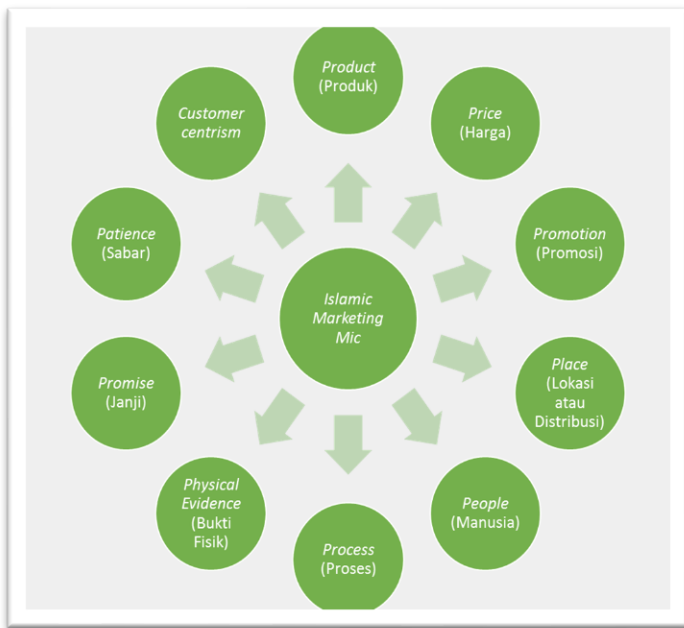 Product
(Produk)
Price
(Harga)
Promotion
(Promosi)
Place
(Lokasi
atau
Distribusi)
People
(Manusia)
Process
(Proses)
Physical
Evidence
(Bukti
Fisik)
Promise
(Janji)
Patience
(Sabar)
Customer
centrism
Islamic
Marketing
Mic